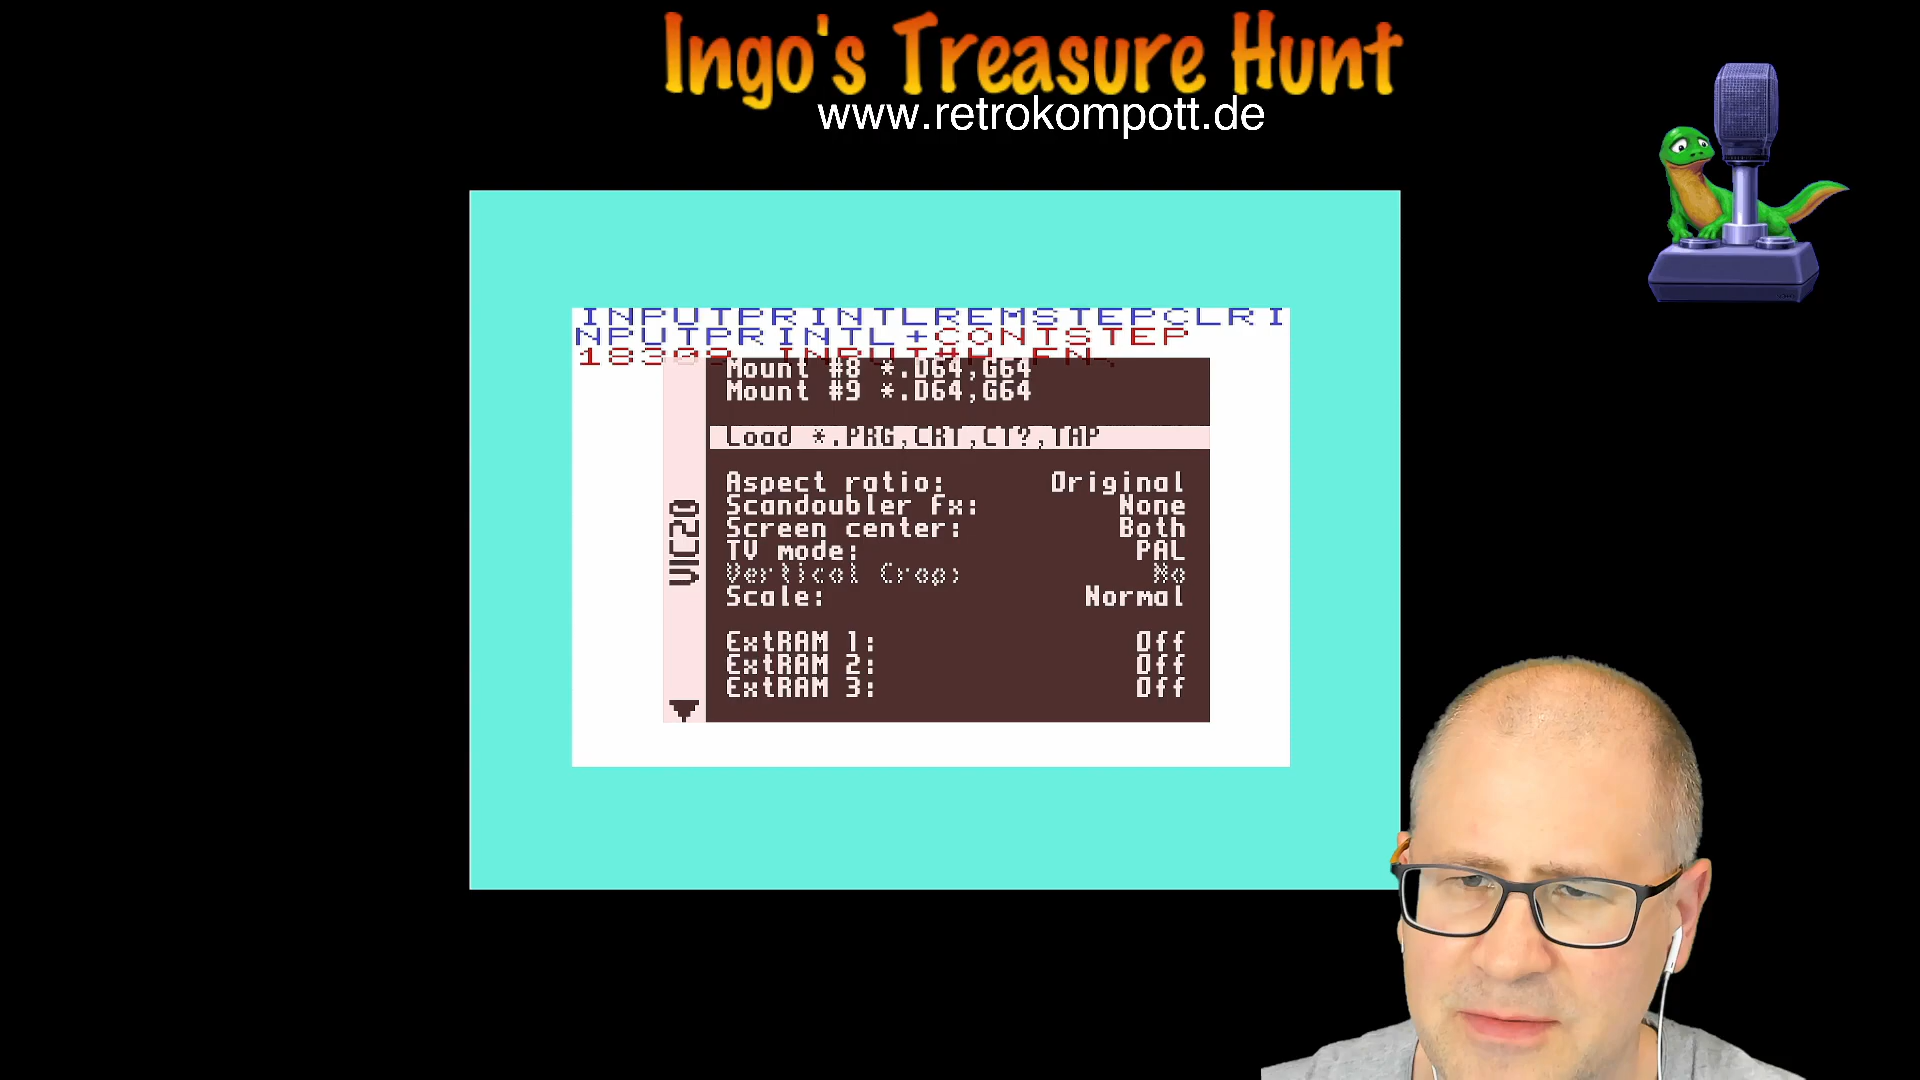 Ingo's Treasure Hunt
www.retrokompott.de
INPUTPRINTLREMSTEPCLRI
NPUTPRINTL+CONTSTEP
Mount #8 *.D64,G64
Mount #9 *.D64,G64
Load *.PRG,CRT,CT?,TAP
Aspect ratio: Original
Scandoubler Fx: None
Screen center: Both
TV mode: PAL
Vertical Crop: No
Scale: Normal
ExtRAM 1: Off
ExtRAM 2: Off
ExtRAM 3: Off
VIC20